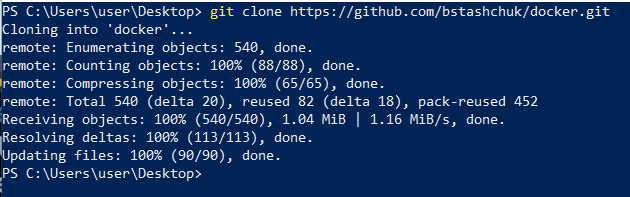 PS C:\Users\user\Desktop> git clone https://github.com/bstashchuk/docker.git
Cloning into 'docker'...
remote: Enumerating objects: 540, done.
remote: Counting objects: 100% (88/88), done.
remote: Compressing objects: 100% (65/65), done.
remote: Total 540 (delta 20), reused 82 (delta 18), pack-reused 452
Receiving objects: 100% (540/540), 1.04 MiB | 1.16 MiB/s, done.
Resolving deltas: 100% (113/113), done.
Updating files: 100% (90/90), done.
PS C:\Users\user\Desktop>